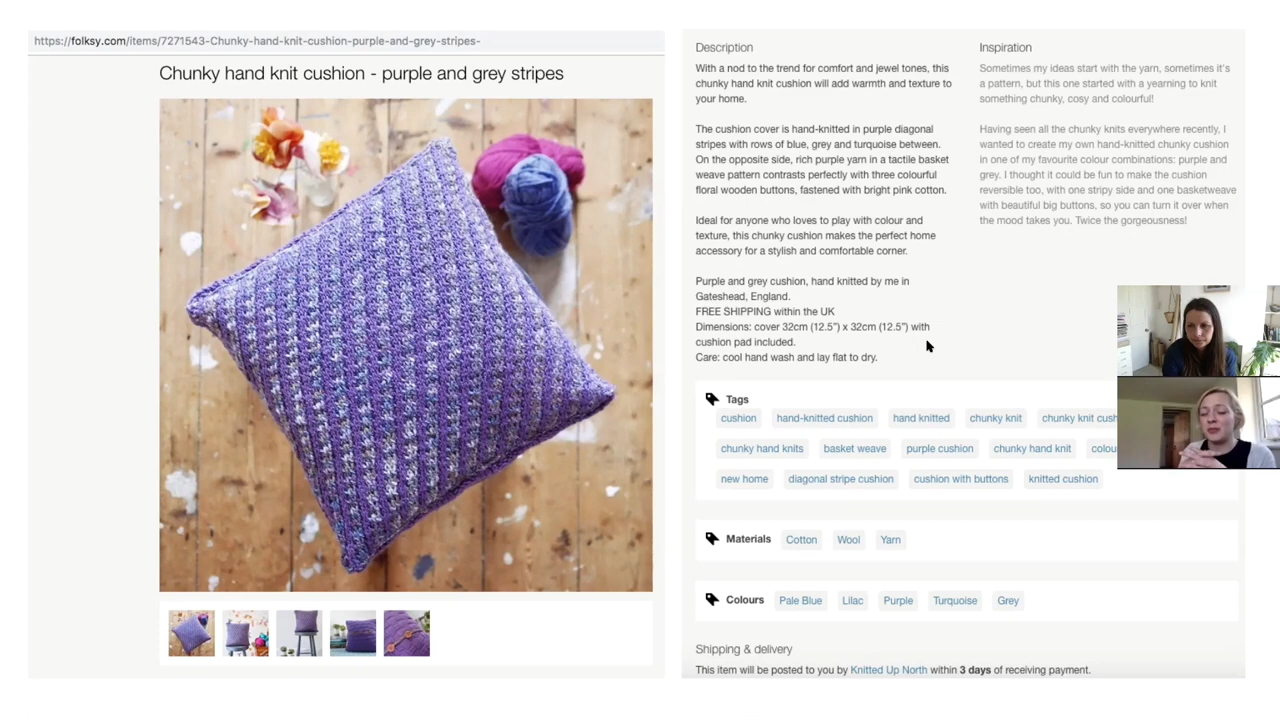 https://folksy.com/items/7271543-Chunky-hand-knit-cushion-purple-and-grey-stripes-
Chunky hand knit cushion - purple and grey stripes
Description
With a nod to the trend for comfort and jewel tones, this
chunky hand knit cushion will add warmth and texture to
your home.
The cushion cover is hand-knitted in purple diagonal
stripes with rows of blue, grey and turquoise between.
On the opposite side, rich purple yarn in a tactile basket
weave pattern contrasts perfectly with three colourful
floral wooden buttons, fastened with bright pink cotton.
Ideal for anyone who loves to play with colour and
texture, this chunky cushion makes the perfect home
accessory for a stylish and comfortable corner.
Purple and grey cushion, hand knitted by me in
Gateshead, England.
FREE SHIPPING within the UK
Dimensions: cover 32cm (12.5”) x 32cm (12.5”) with
cushion pad included.
Care: cool hand wash and lay flat to dry.
Inspiration
Sometimes my ideas start with the yarn, sometimes it's
a pattern, but this one started with a yearning to knit
something chunky, cosy and colourful!
Having seen all the chunky knits everywhere recently, I
wanted to create my own hand-knitted chunky cushion
in one of my favourite colour combinations: purple and
grey. I thought it could be fun to make the cushion
reversible too, with one stripy side and one basketweave
with beautiful big buttons, so you can turn it over when
the mood takes you. Twice the gorgeousness!
Tags
cushion hand-knitted cushion hand knitted chunky knit chunky knit cush
chunky hand knits basket weave purple cushion chunky hand knit colou
new home diagonal stripe cushion cushion with buttons knitted cushion
Materials Cotton Wool Yarn
Colours Pale Blue Lilac Purple Turquoise Grey
Shipping & delivery
This item will be posted to you by Knitted Up North within 3 days of receiving payment.